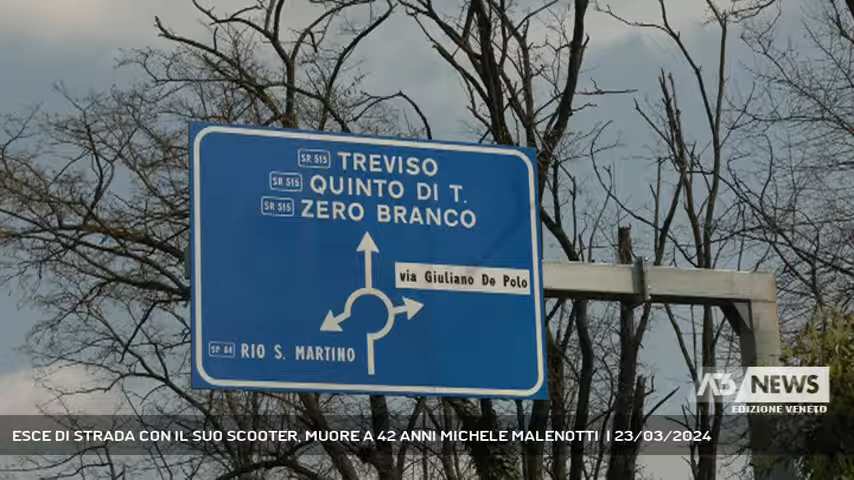 SR 515 TREVISO
SR 515 QUINTO DI T.
SR 515 ZERO BRANCO
via Giuliano De Polo
SP 84 RIO S. MARTINO
A3 NEWS
EDIZIONE VENETO
ESCE DI STRADA CON IL SUO SCOOTER, MUORE A 42 ANNI MICHELE MALENOTTI | 23/03/2024